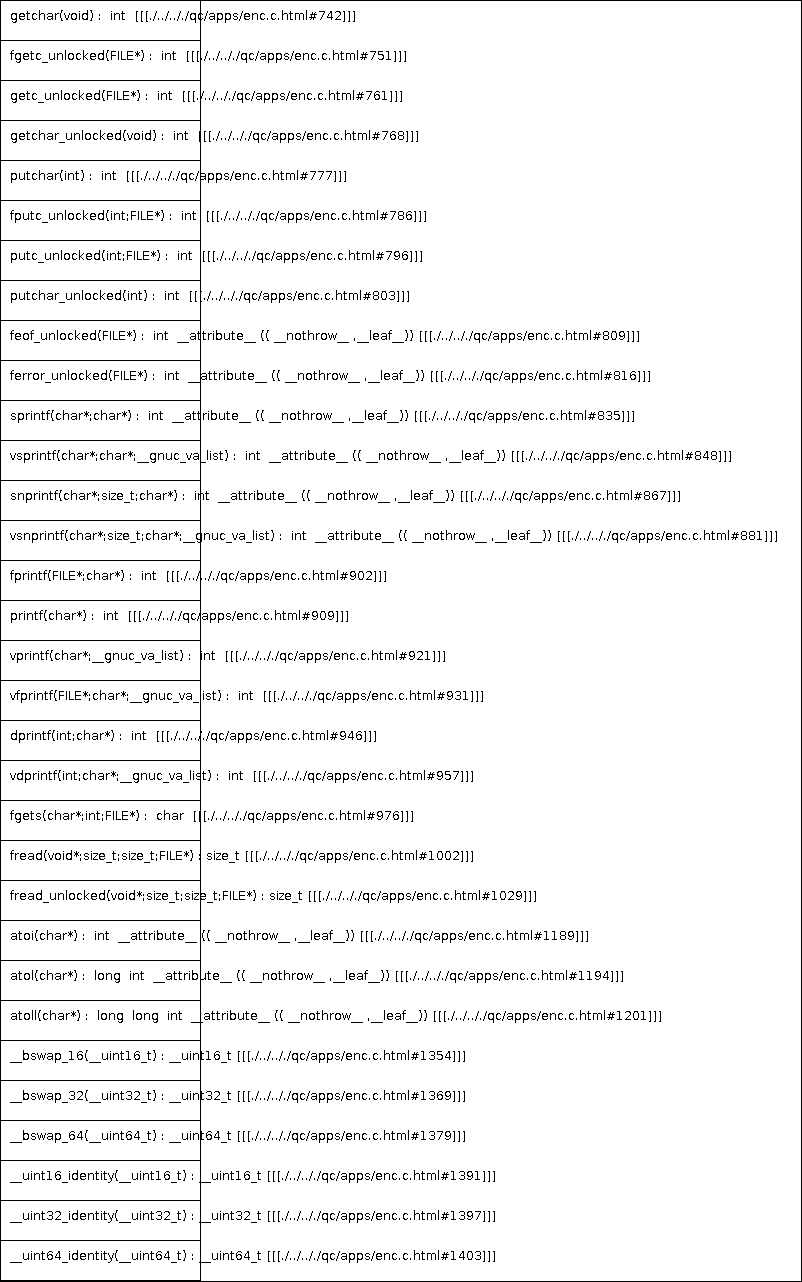 getchar(void) : int [[[./../././qc/apps/enc.c.html#742]]]
fgetc_unlocked(FILE*) : int [[[./../././qc/apps/enc.c.html#751]]]
getc_unlocked(FILE*) : int [[[./../././qc/apps/enc.c.html#761]]]
getchar_unlocked(void) : int [[[./../././qc/apps/enc.c.html#768]]]
putchar(int) : int [[[./../././qc/apps/enc.c.html#777]]]
fputc_unlocked(int;FILE*) : int [[[./../././qc/apps/enc.c.html#786]]]
putc_unlocked(int;FILE*) : int [[[./../././qc/apps/enc.c.html#796]]]
putchar_unlocked(int) : int [[[./../././qc/apps/enc.c.html#803]]]
feof_unlocked(FILE*) : int __attribute__ (( __nothrow__ ,__leaf__)) [[[./../././qc/apps/enc.c.html#809]]]
ferror_unlocked(FILE*) : int __attribute__ (( __nothrow__ ,__leaf__)) [[[./../././qc/apps/enc.c.html#816]]]
sprintf(char*;char*) : int __attribute__ (( __nothrow__ ,__leaf__)) [[[./../././qc/apps/enc.c.html#835]]]
vsprintf(char*;char*;__gnuc_va_list) : int __attribute__ (( __nothrow__ ,__leaf__)) [[[./../././qc/apps/enc.c.html#848]]]
snprintf(char*;size_t;char*) : int __attribute__ (( __nothrow__ ,__leaf__)) [[[./../././qc/apps/enc.c.html#867]]]
vsnprintf(char*;size_t;char*;__gnuc_va_list) : int __attribute__ (( __nothrow__ ,__leaf__)) [[[./../././qc/apps/enc.c.html#881]]]
fprintf(FILE*;char*) : int [[[./../././qc/apps/enc.c.html#902]]]
printf(char*) : int [[[./../././qc/apps/enc.c.html#909]]]
vprintf(char*;__gnuc_va_list) : int [[[./../././qc/apps/enc.c.html#921]]]
vfprintf(FILE*;char*;__gnuc_va_list) : int [[[./../././qc/apps/enc.c.html#931]]]
dprintf(int;char*) : int [[[./../././qc/apps/enc.c.html#946]]]
vdprintf(int;char*;__gnuc_va_list) : int [[[./../././qc/apps/enc.c.html#957]]]
fgets(char*;int;FILE*) : char [[[./../././qc/apps/enc.c.html#976]]]
fread(void*;size_t;size_t;FILE*) : size_t [[[./../././qc/apps/enc.c.html#1002]]]
fread_unlocked(void*;size_t;size_t;FILE*) : size_t [[[./../././qc/apps/enc.c.html#1029]]]
atoi(char*) : int __attribute__ (( __nothrow__ ,__leaf__)) [[[./../././qc/apps/enc.c.html#1189]]]
atol(char*) : long int __attribute__ (( __nothrow__ ,__leaf__)) [[[./../././qc/apps/enc.c.html#1194]]]
atoll(char*) : long long int __attribute__ (( __nothrow__ ,__leaf__)) [[[./../././qc/apps/enc.c.html#1201]]]
__bswap_16(__uint16_t) : __uint16_t [[[./../././qc/apps/enc.c.html#1354]]]
__bswap_32(__uint32_t) : __uint32_t [[[./../././qc/apps/enc.c.html#1369]]]
__bswap_64(__uint64_t) : __uint64_t [[[./../././qc/apps/enc.c.html#1379]]]
__uint16_identity(__uint16_t) : __uint16_t [[[./../././qc/apps/enc.c.html#1391]]]
__uint32_identity(__uint32_t) : __uint32_t [[[./../././qc/apps/enc.c.html#1397]]]
__uint64_identity(__uint64_t) : __uint64_t [[[./../././qc/apps/enc.c.html#1403]]]